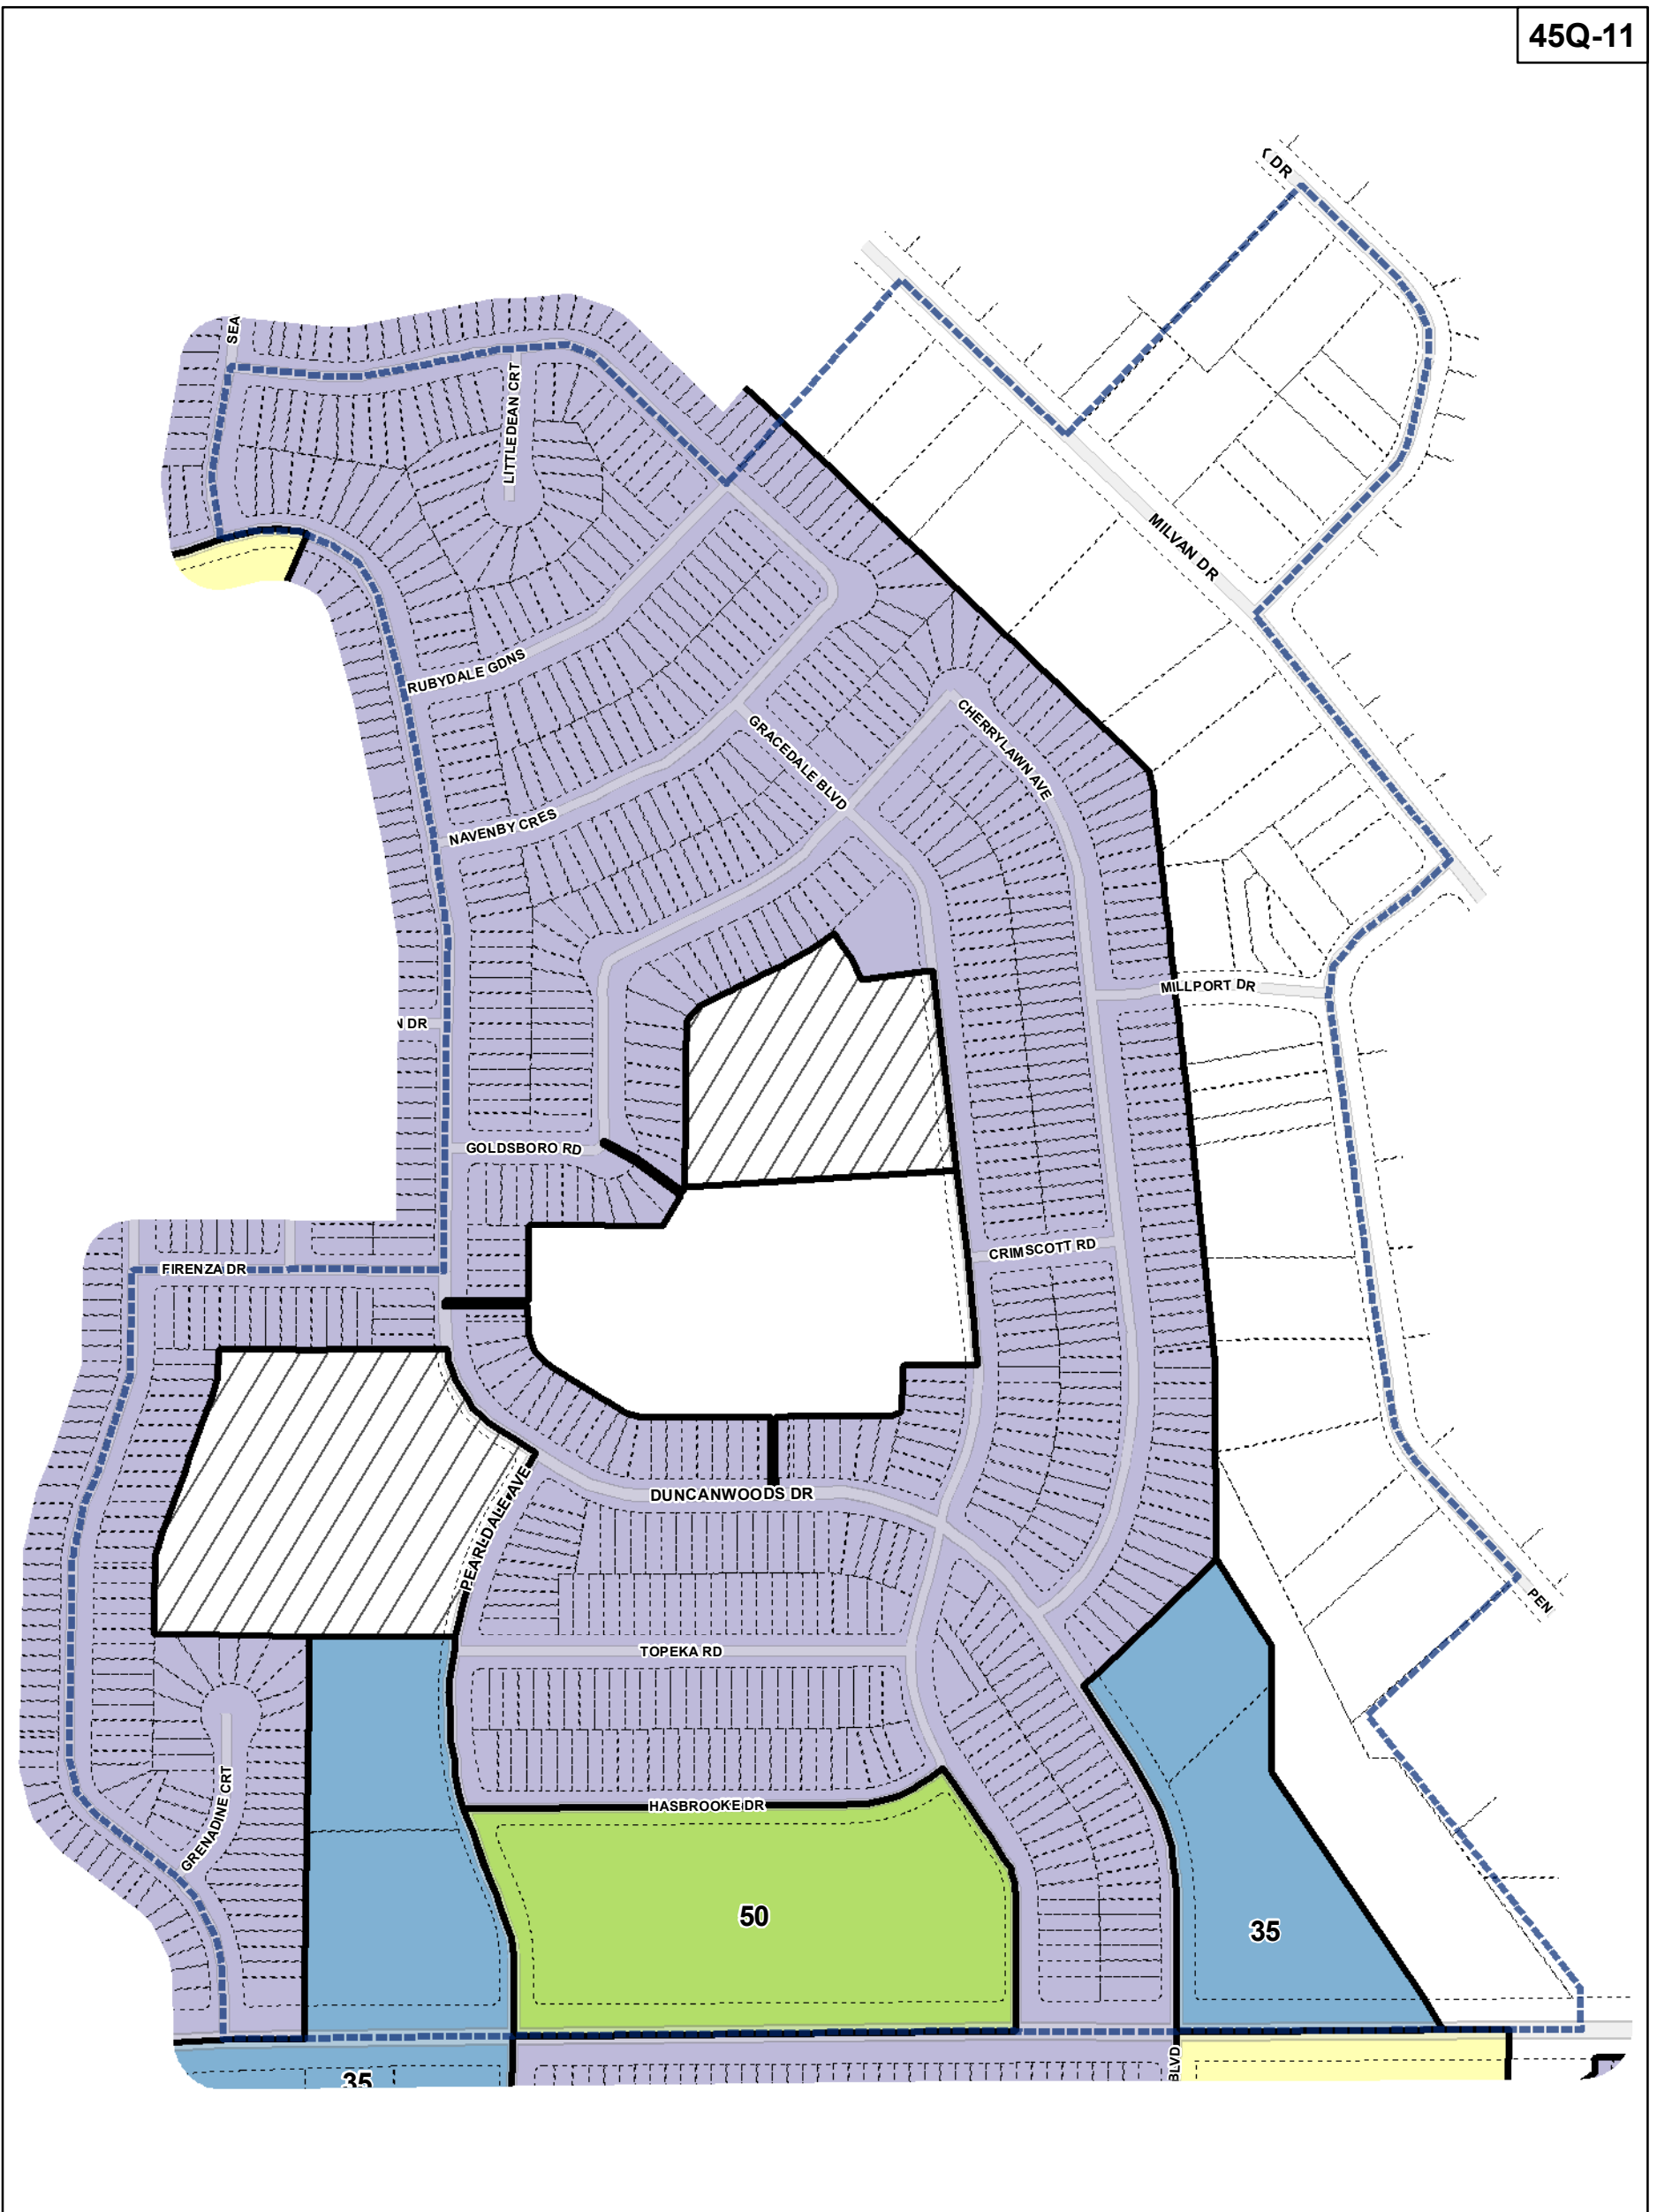 45Q-11
DR
SEA
LITTLEDEAN CRT
MILVAN DR
RUBYDALE GDNS
CHERRYLAWN AVE
GRACEDALE BLVD
NAVENBY CRES
MILLPORT DR
N DR
GOLDSBORO RD
CRIMSCOTT RD
FIRENZA DR
DUNCANWOODS DR
PEARLDALE AVE
PEN
TOPEKA RD
HASBROOKE DR
GRENADINE CRT
50
35
BLVD
35